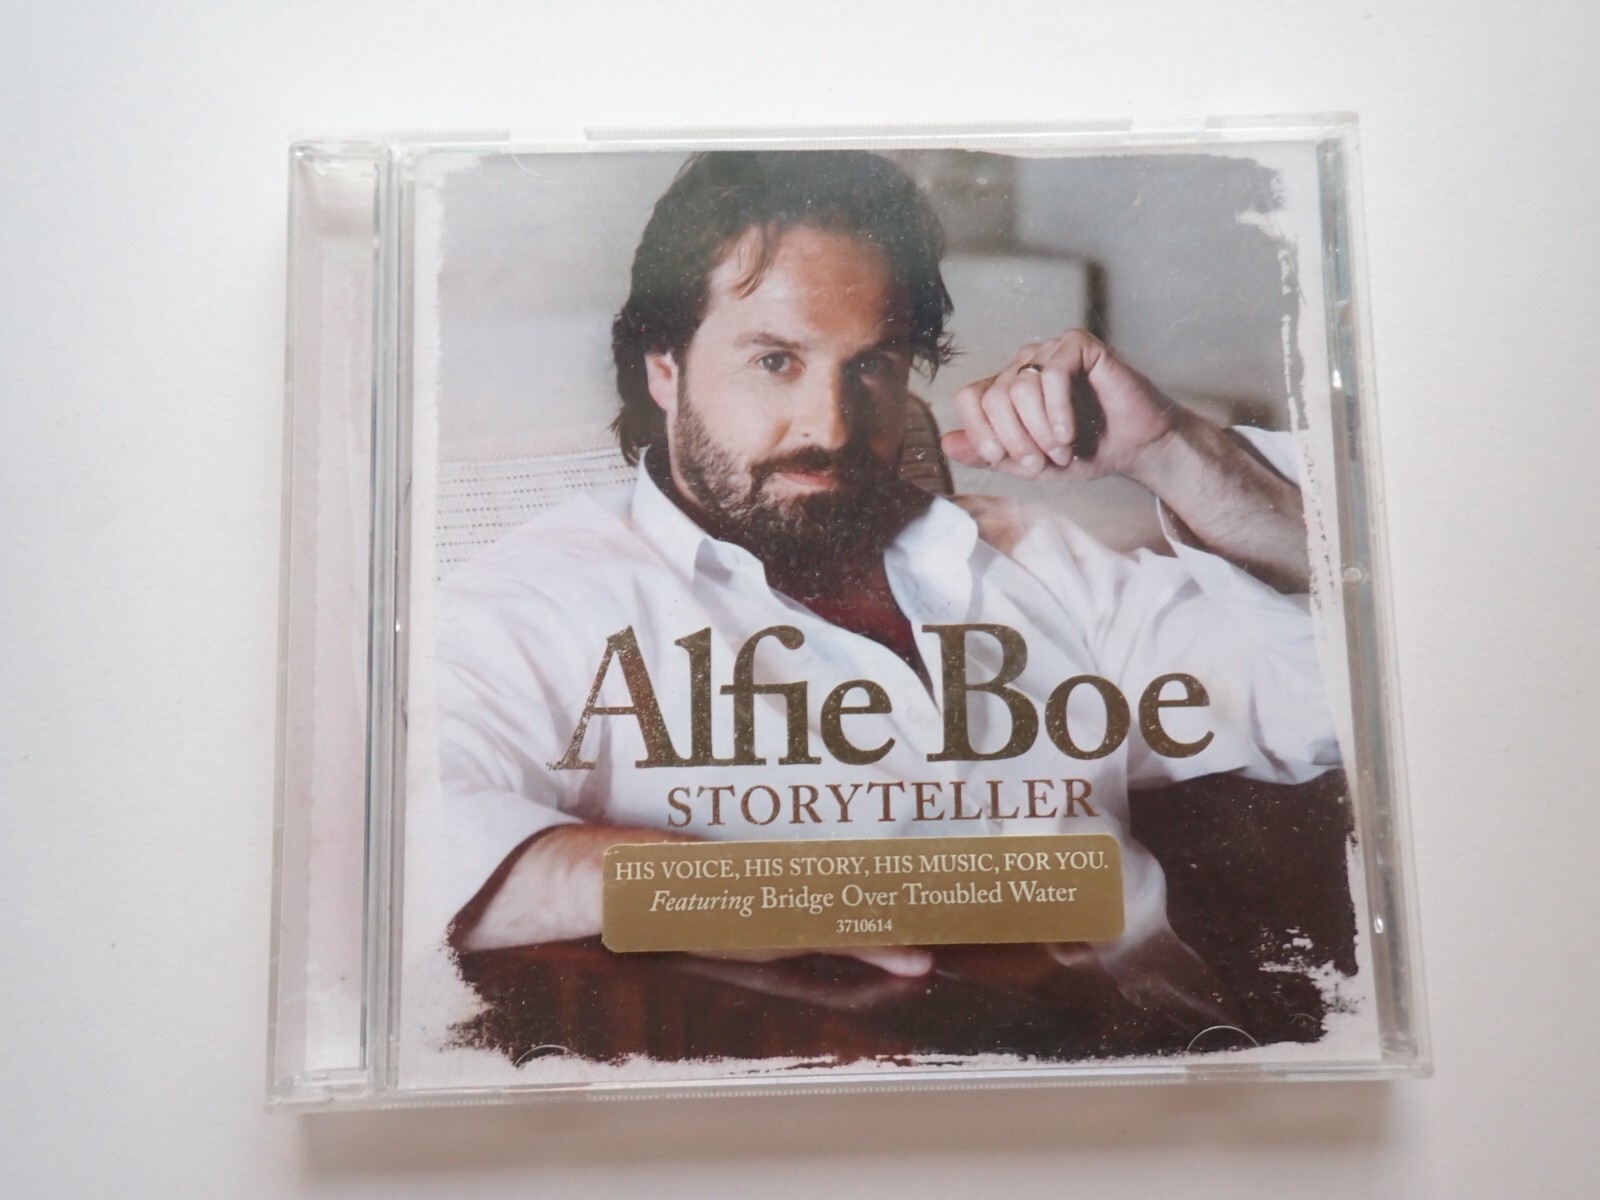 Alfie Boe
STORYTELLER
HIS VOICE, HIS STORY, HIS MUSIC, FOR YOU.
Featuring Bridge Over Troubled Water
3710614